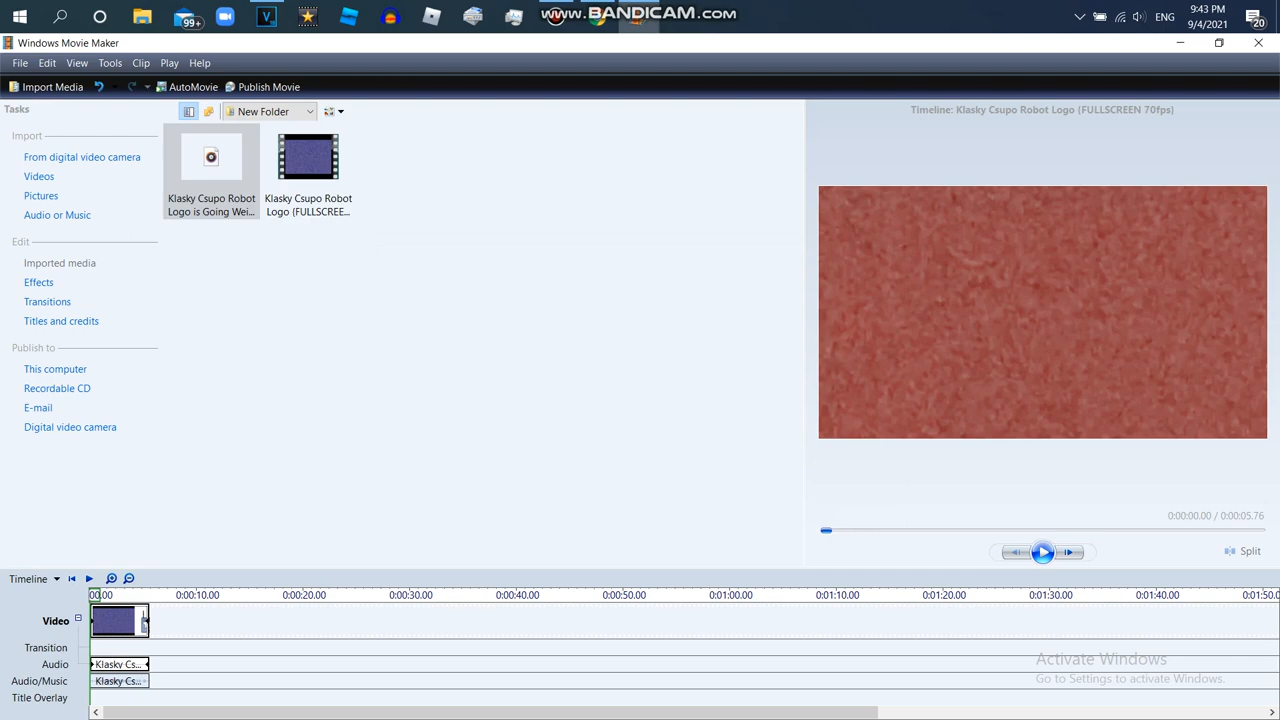 99+
WWW.BANDICAM.COM
ENG
9:43 PM
9/4/2021
20
Windows Movie Maker
File Edit View Tools Clip Play Help
Import Media AutoMovie Publish Movie
Tasks
New Folder
Timeline: Klasky Csupo Robot Logo (FULLSCREEN 70fps)
Import
From digital video camera
Videos
Pictures
Audio or Music
Klasky Csupo Robot
Logo is Going Wei...
Klasky Csupo Robot
Logo (FULLSCREE...
Edit
Imported media
Effects
Transitions
Titles and credits
Publish to
This computer
Recordable CD
E-mail
Digital video camera
0:00:00.00 / 0:00:05.76
Split
Timeline
00.00 0:00:10.00 0:00:20.00 0:00:30.00 0:00:40.00 0:00:50.00 0:01:00.00 0:01:10.00 0:01:20.00 0:01:30.00 0:01:40.00 0:01:50.0
Video
Transition
Audio Klasky Cs...
Audio/Music Klasky Cs...
Title Overlay
Activate Windows
Go to Settings to activate Windows.